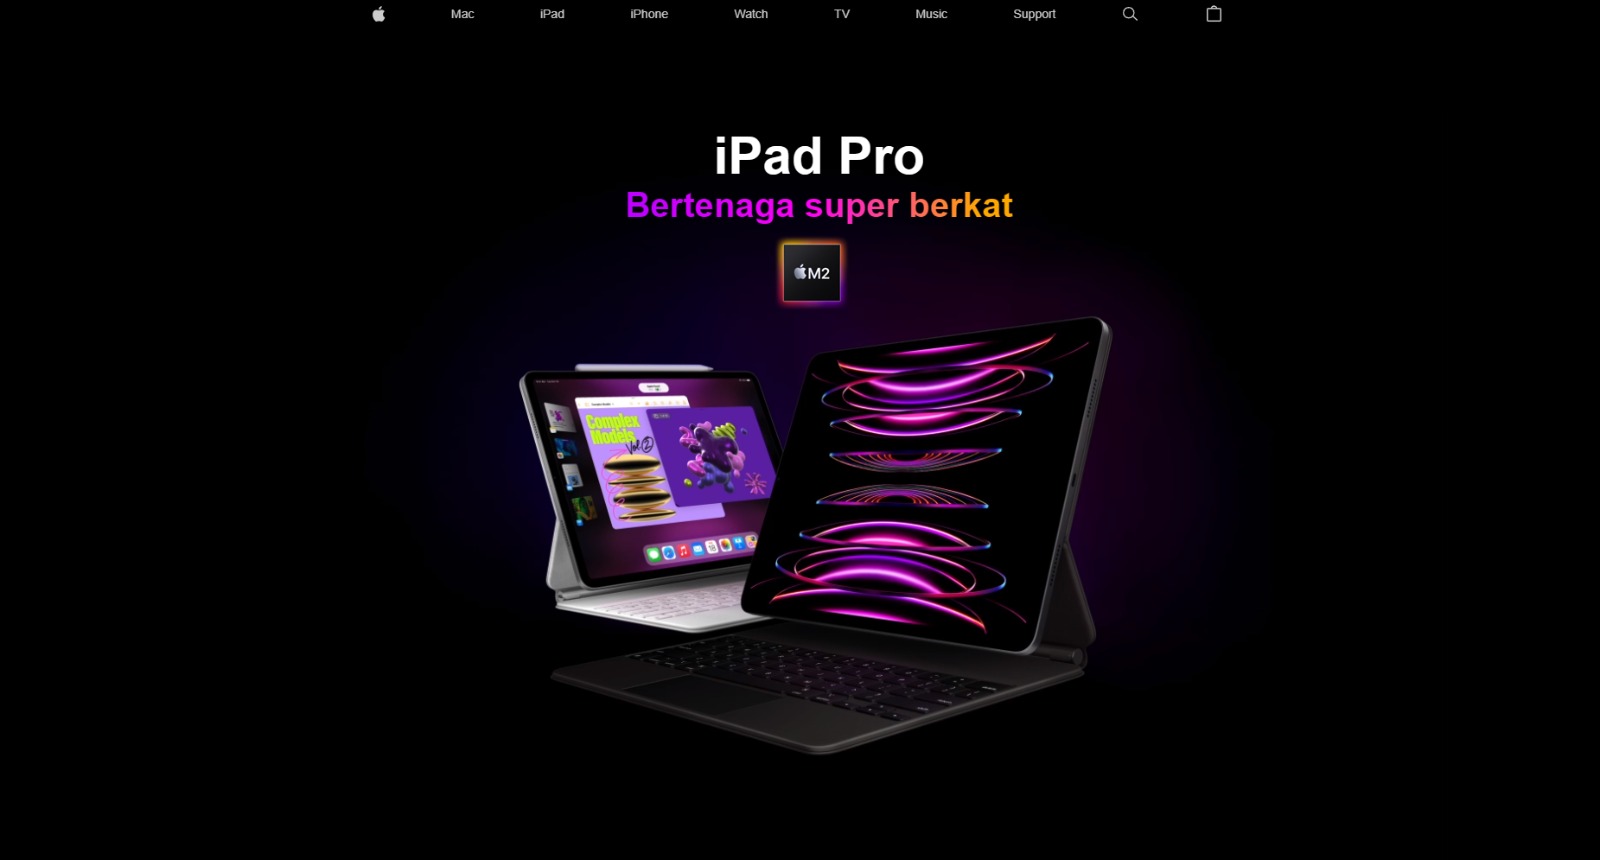 Mac iPad iPhone Watch TV Music Support
iPad Pro
Bertenaga super berkat
M2
Complex
Models
Vol. 2